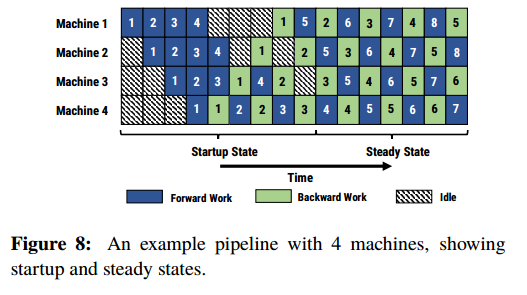 Machine 1 1 2 3 4 1 5 2 6 3 7 4 8 5
Machine 2 1 2 3 4 1 2 5 3 6 4 7 5 8
Machine 3 1 2 3 1 4 2 3 5 4 6 5 7 6
Machine 4 1 1 2 2 3 3 4 4 5 5 6 6 7
Startup State Steady State
Time
Forward Work Backward Work Idle
Figure 8: An example pipeline with 4 machines, showing
startup and steady states.